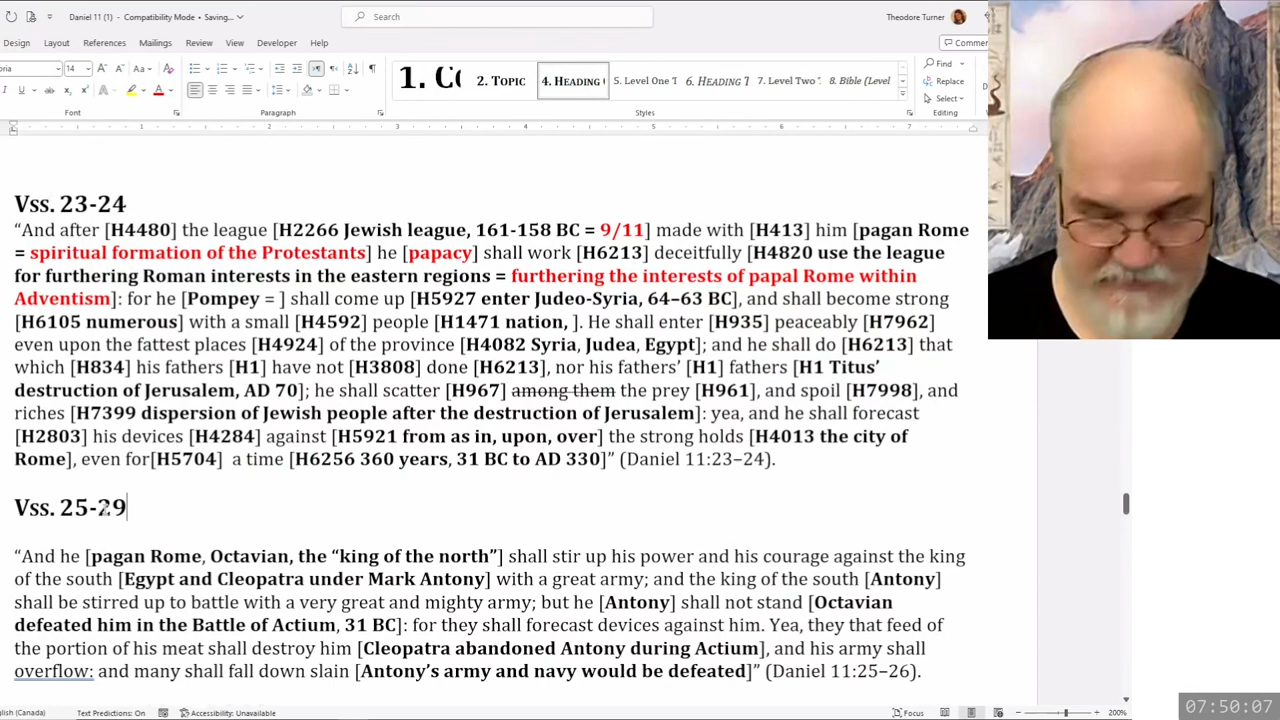 Daniel 11 (1) - Compatibility Mode - Saving...
Search
Theodore Turner
Design Layout References Mailings Review View Developer Help
14
Aa
Find
Replace
Select
2. Topic
5. Level One T
7. Level Two
8. Bible (Level
Font
Paragraph
Styles
Editing
1 2 3 4 5 6 7
Vss. 23-24
“And after [H4480] the league [H2266 Jewish league, 161-158 BC = 9/11] made with [H413] him [pagan Rome
= spiritual formation of the Protestants] he [papacy] shall work [H6213] deceitfully [H4820 use the league
for furthering Roman interests in the eastern regions = furthering the interests of papal Rome within
Adventism]: for he [Pompey = ] shall come up [H5927 enter Judeo-Syria, 64–63 BC], and shall become strong
[H6105 numerous] with a small [H4592] people [H1471 nation, ]. He shall enter [H935] peaceably [H7962]
even upon the fattest places [H4924] of the province [H4082 Syria, Judea, Egypt]; and he shall do [H6213] that
which [H834] his fathers [H1] have not [H3808] done [H6213], nor his fathers’ [H1] fathers [H1 Titus’
destruction of Jerusalem, AD 70]; he shall scatter [H967] among them the prey [H961], and spoil [H7998], and
riches [H7399 dispersion of Jewish people after the destruction of Jerusalem]: yea, and he shall forecast
[H2803] his devices [H4284] against [H5921 from as in, upon, over] the strong holds [H4013 the city of
Rome], even for[H5704] a time [H6256 360 years, 31 BC to AD 330]” (Daniel 11:23–24).
Vss. 25-29
“And he [pagan Rome, Octavian, the “king of the north”] shall stir up his power and his courage against the king
of the south [Egypt and Cleopatra under Mark Antony] with a great army; and the king of the south [Antony]
shall be stirred up to battle with a very great and mighty army; but he [Antony] shall not stand [Octavian
defeated him in the Battle of Actium, 31 BC]: for they shall forecast devices against him. Yea, they that feed of
the portion of his meat shall destroy him [Cleopatra abandoned Antony during Actium], and his army shall
overflow: and many shall fall down slain [Antony’s army and navy would be defeated]” (Daniel 11:25–26).
(Canada) Text Predictions: On Accessibility: Unavailable Focus 200%
07:50:07